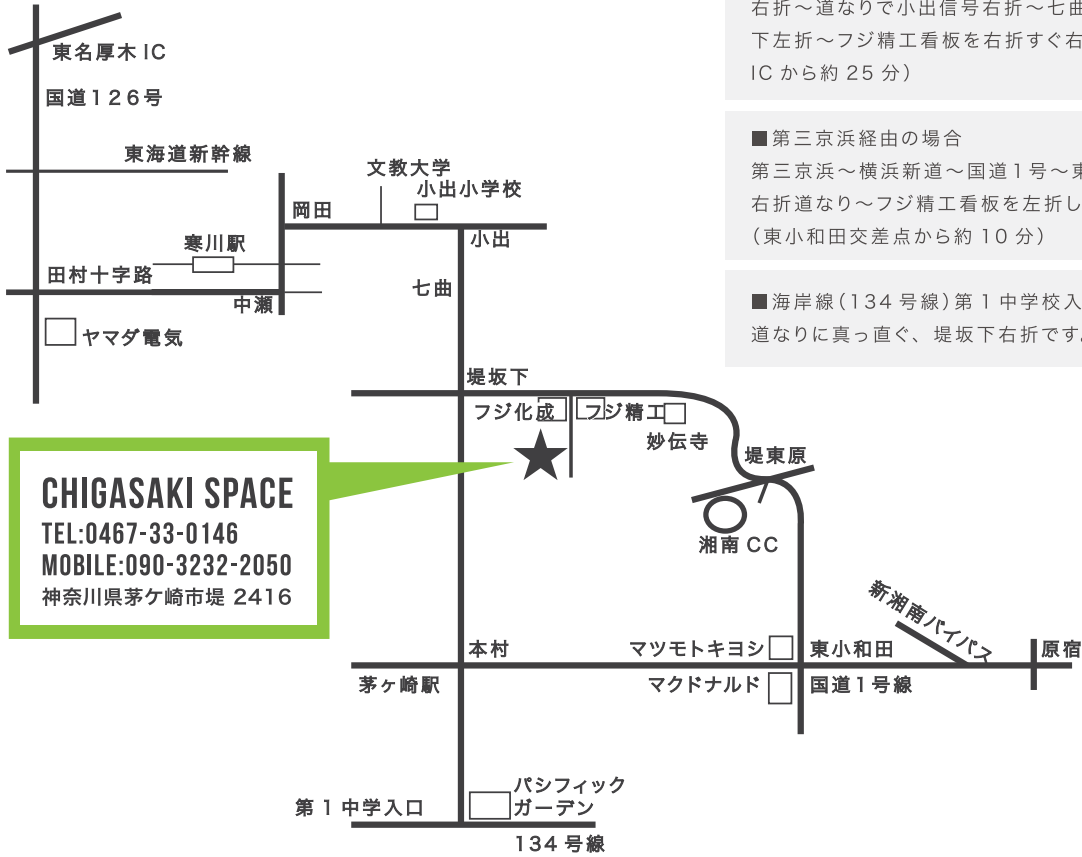 東名厚木 IC
国道126号
東海道新幹線
文教大学
小出小学校
岡田
小出
寒川駅
田村十字路
中瀬
七曲
ヤマダ電気
堤坂下
フジ化成
フジ精工
妙伝寺
堤東原
湘南 CC
CHIGASAKI SPACE
TEL:0467-33-0146
MOBILE:090-3232-2050
神奈川県茅ケ崎市堤 2416
新湘南バイパス
本村
マツモトキヨシ
東小和田
原宿
茅ヶ崎駅
マクドナルド
国道1号線
パシフィック
ガーデン
第 1 中学入口
134 号線
右折～道なりで小出信号右折～七曲
下左折～フジ精工看板を右折すぐ右
IC から約 25 分）
■第三京浜経由の場合
第三京浜～横浜新道～国道1号～東
右折道なり～フジ精工看板を左折し
（東小和田交差点から約 10 分）
■海岸線(134 号線)第 1 中学校入
道なりに真っ直ぐ、堤坂下右折です。